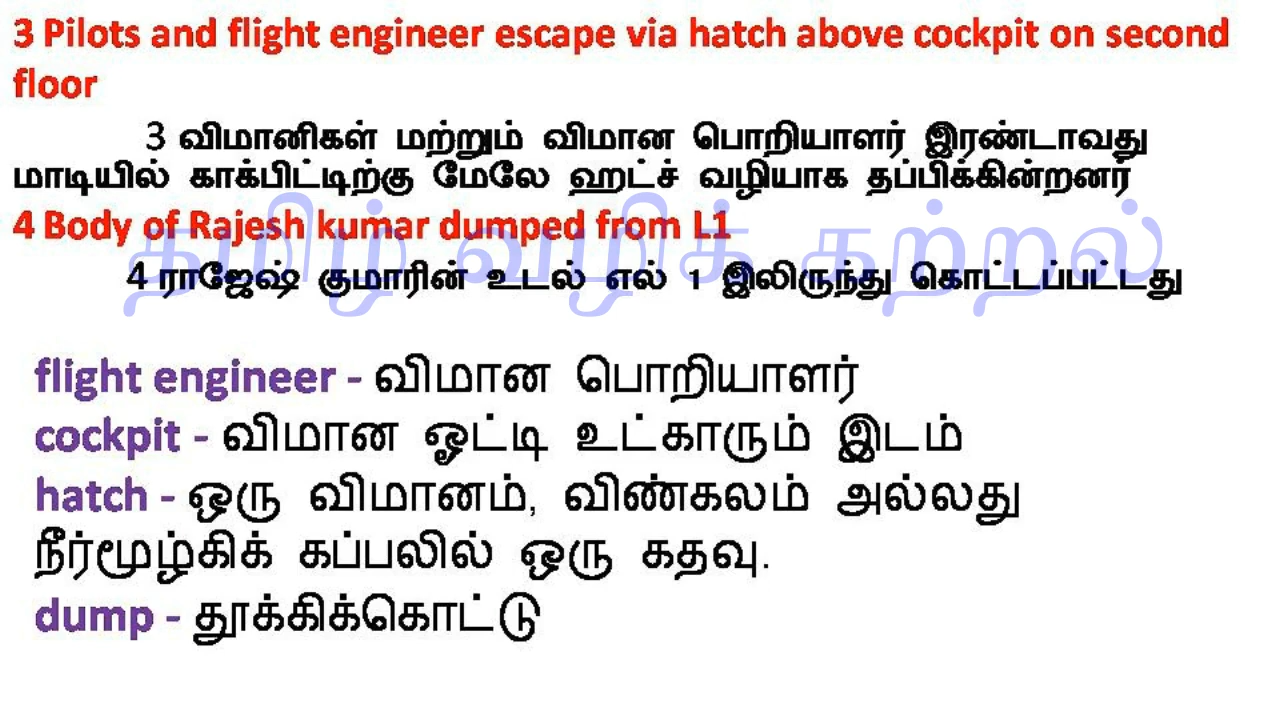 3 Pilots and flight engineer escape via hatch above cockpit on second
floor
3 விமானிகள் மற்றும் விமான பொறியாளர் இரண்டாவது
மாடியில் காக்பிட்டிற்கு மேலே ஹட்ச் வழியாக தப்பிக்கின்றனர்
4 Body of Rajesh kumar dumped from L1
தமிழ் வழிக் கற்றல்
4 ராஜேஷ் குமாரின் உடல் எல் 1 இலிருந்து கொட்டப்பட்டது
flight engineer - விமான பொறியாளர்
cockpit - விமான ஓட்டி உட்காரும் இடம்
hatch - ஒரு விமானம், விண்கலம் அல்லது
நீர்மூழ்கிக் கப்பலில் ஒரு கதவு.
dump - தூக்கிக்கொட்டு